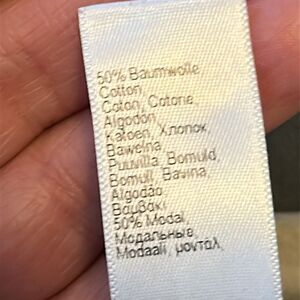 50% Baumwolle,
Cotton,
Coton, Cotone,
Algodón,
Katoen, Хлопок,
Bawełna,
Puuvilla, Bomuld,
Bomull, Bavlna,
Algodão,
Βαμβάκι
50% Modal,
Модальные,
Modaali, μοντάλ,